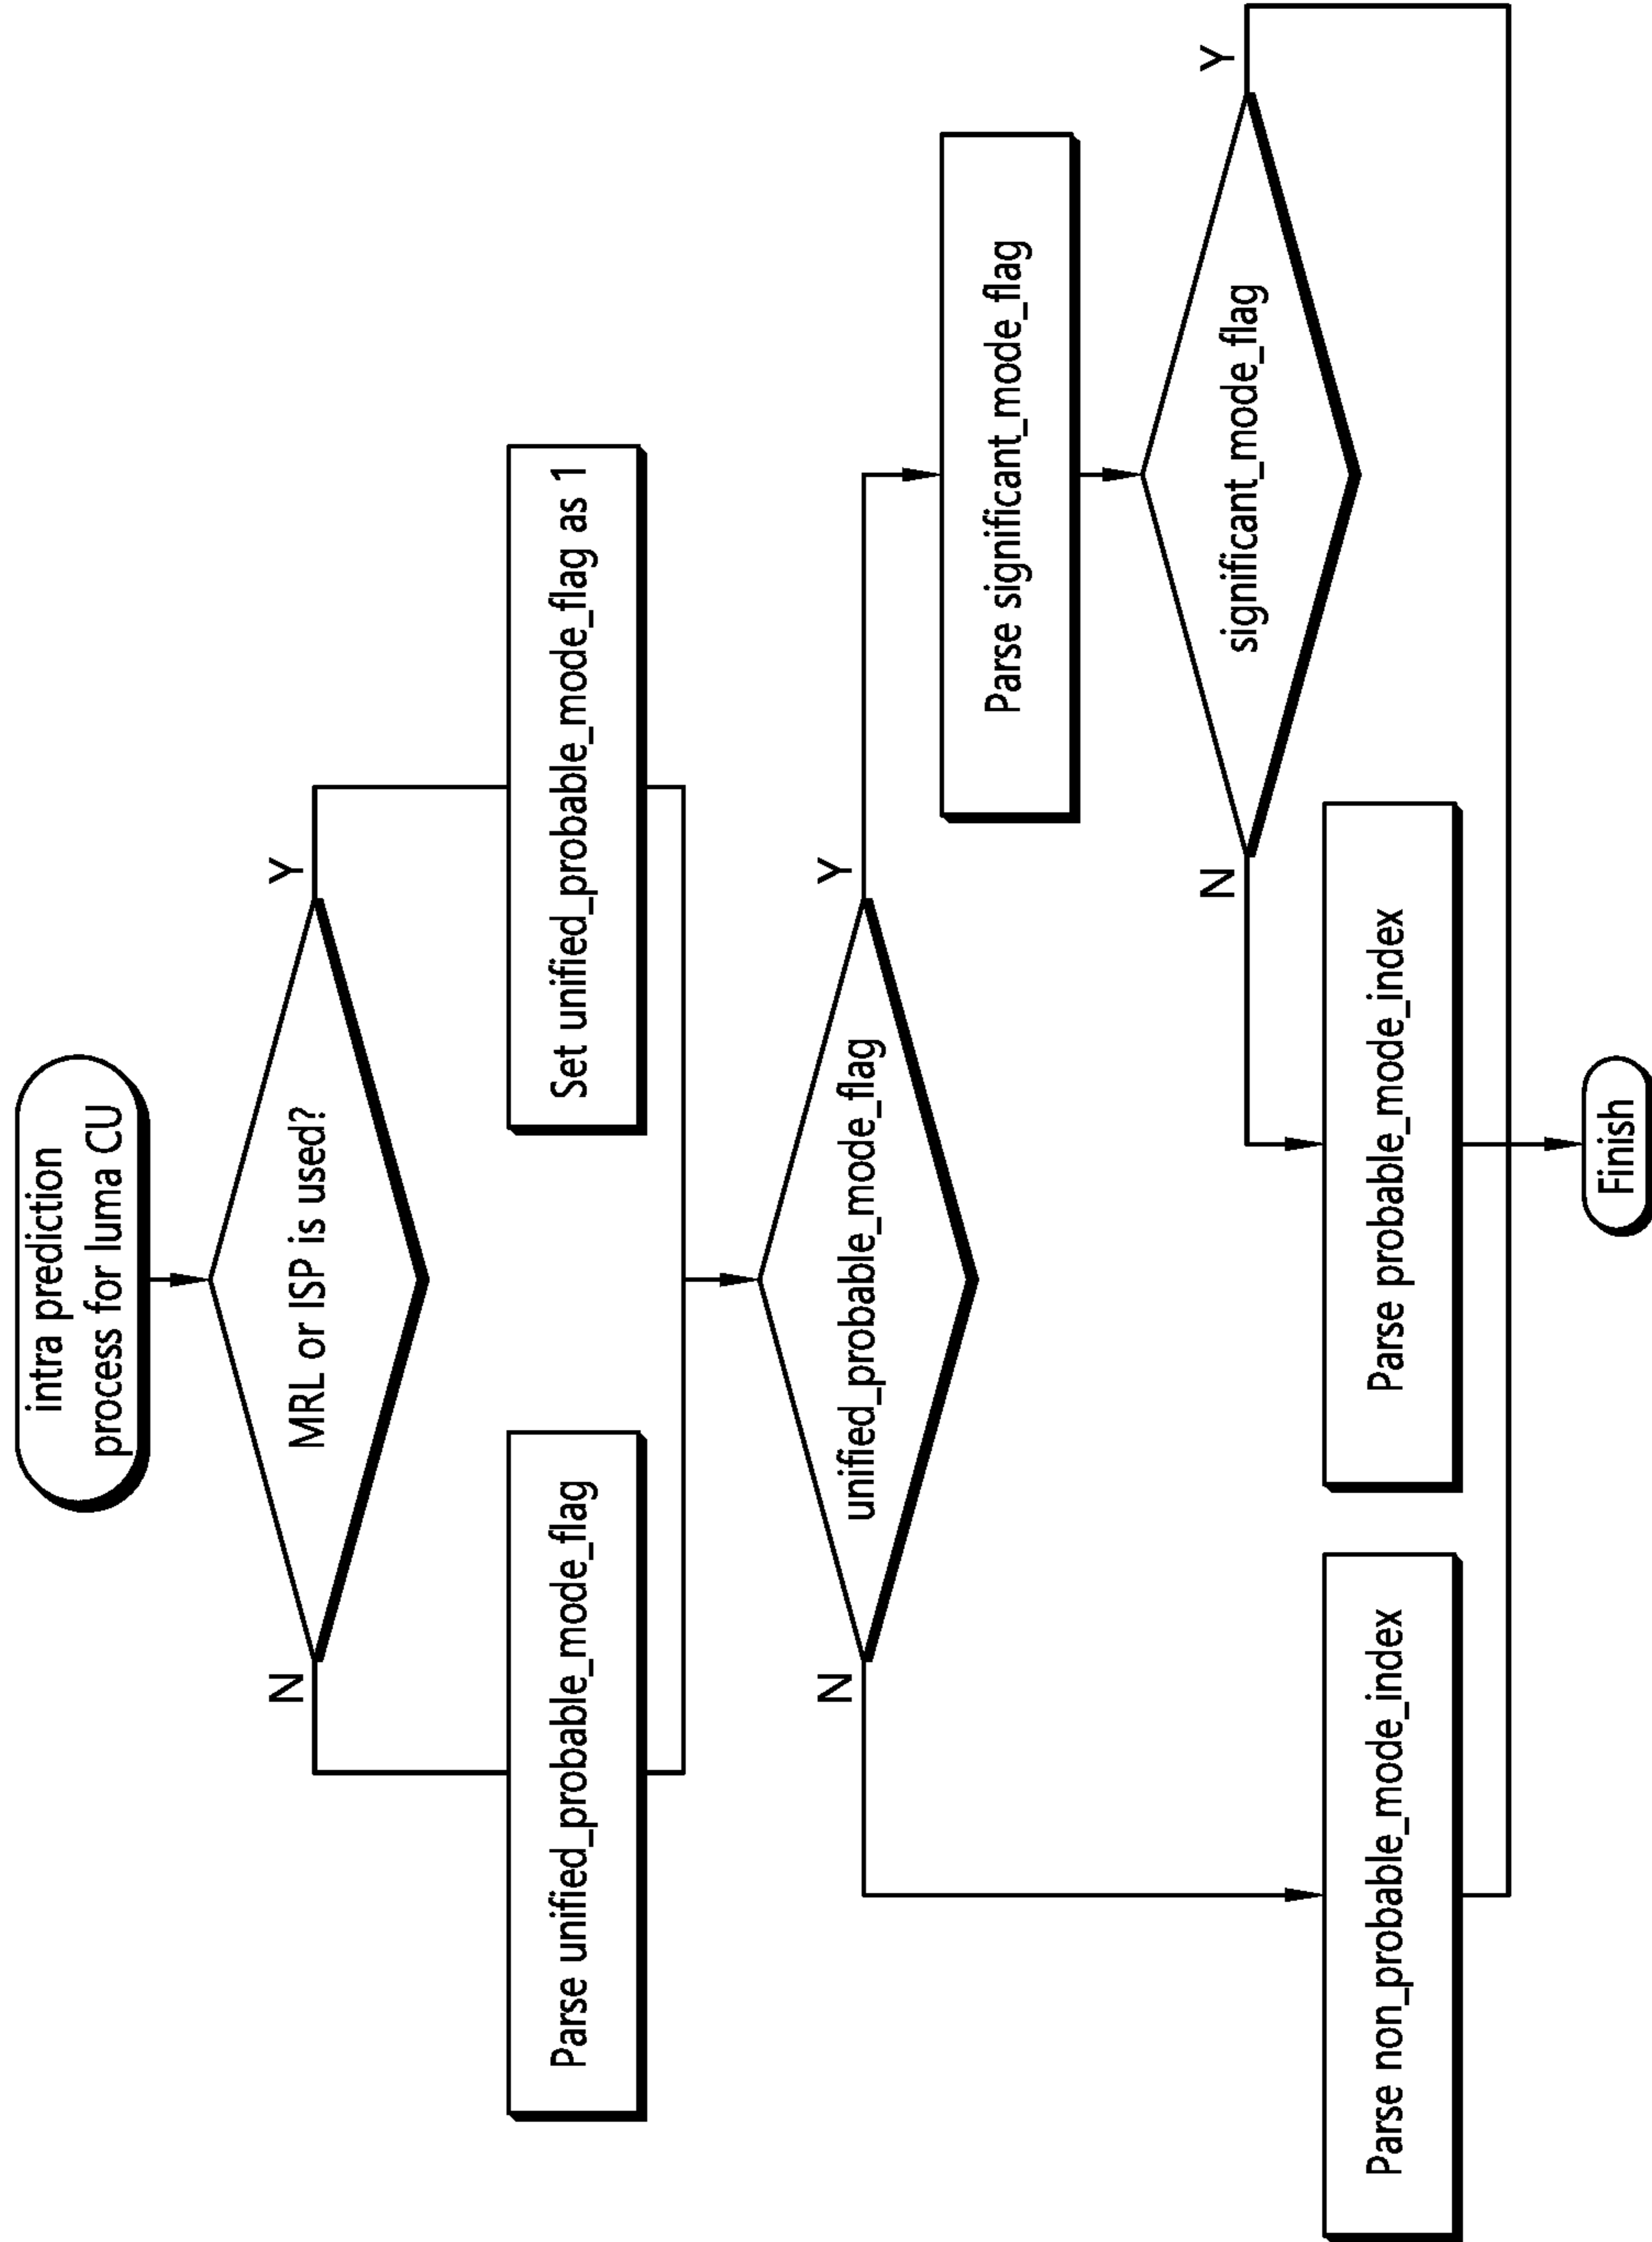 intra prediction
process for luma CU
MRL or ISP is used?
N
Y
Parse unified_probable_mode_flag
Set unified_probable_mode_flag as 1
unified_probable_mode_flag
N
Y
Parse significant_mode_flag
significant_mode_flag
N
Y
Parse non_probable_mode_index
Parse probable_mode_index
Finish